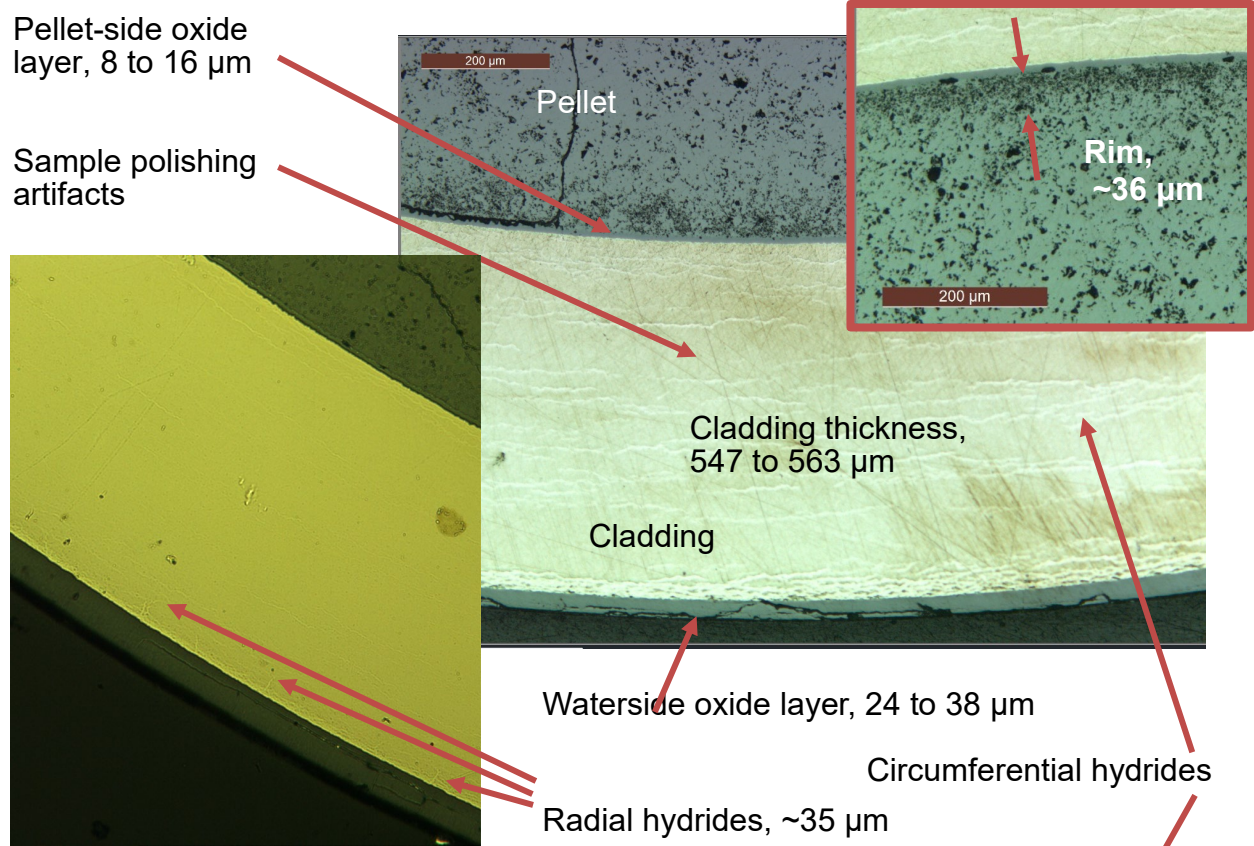 Pellet-side oxide
layer, 8 to 16 µm
200 µm
Pellet
Sample polishing
artifacts
Rim,
~36 µm
200 µm
Cladding thickness,
547 to 563 µm
Cladding
Waterside oxide layer, 24 to 38 µm
Circumferential hydrides
Radial hydrides, ~35 µm